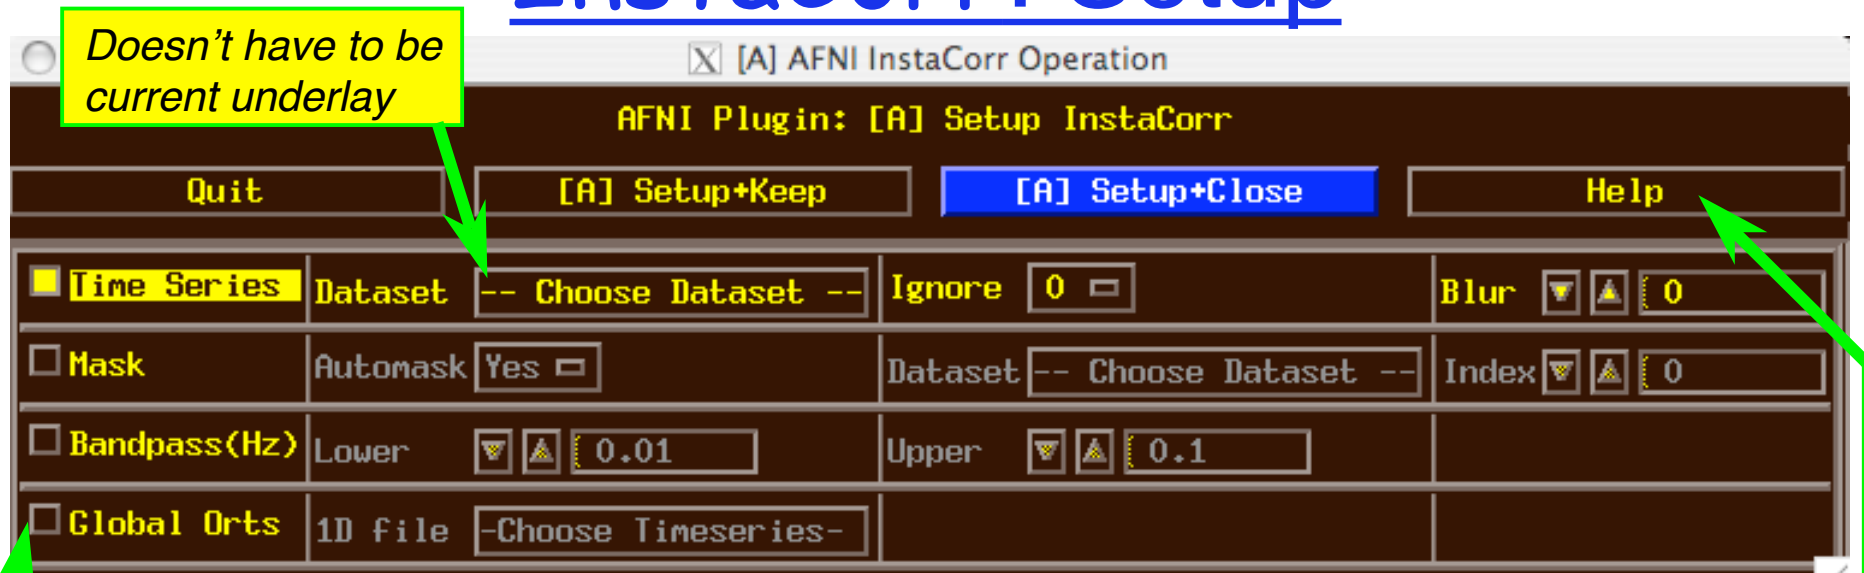 InstaCorr: Setup
Doesn't have to be
current underlay
X [A] AFNI InstaCorr Operation
AFNI Plugin: [A] Setup InstaCorr
Quit [A] Setup+Keep [A] Setup+Close Help
Time Series Dataset -- Choose Dataset -- Ignore 0 Blur 0
Mask Automask Yes Dataset -- Choose Dataset -- Index 0
Bandpass(Hz) Lower 0.01 Upper 0.1
Global Orts 1D file -Choose Timeseries-